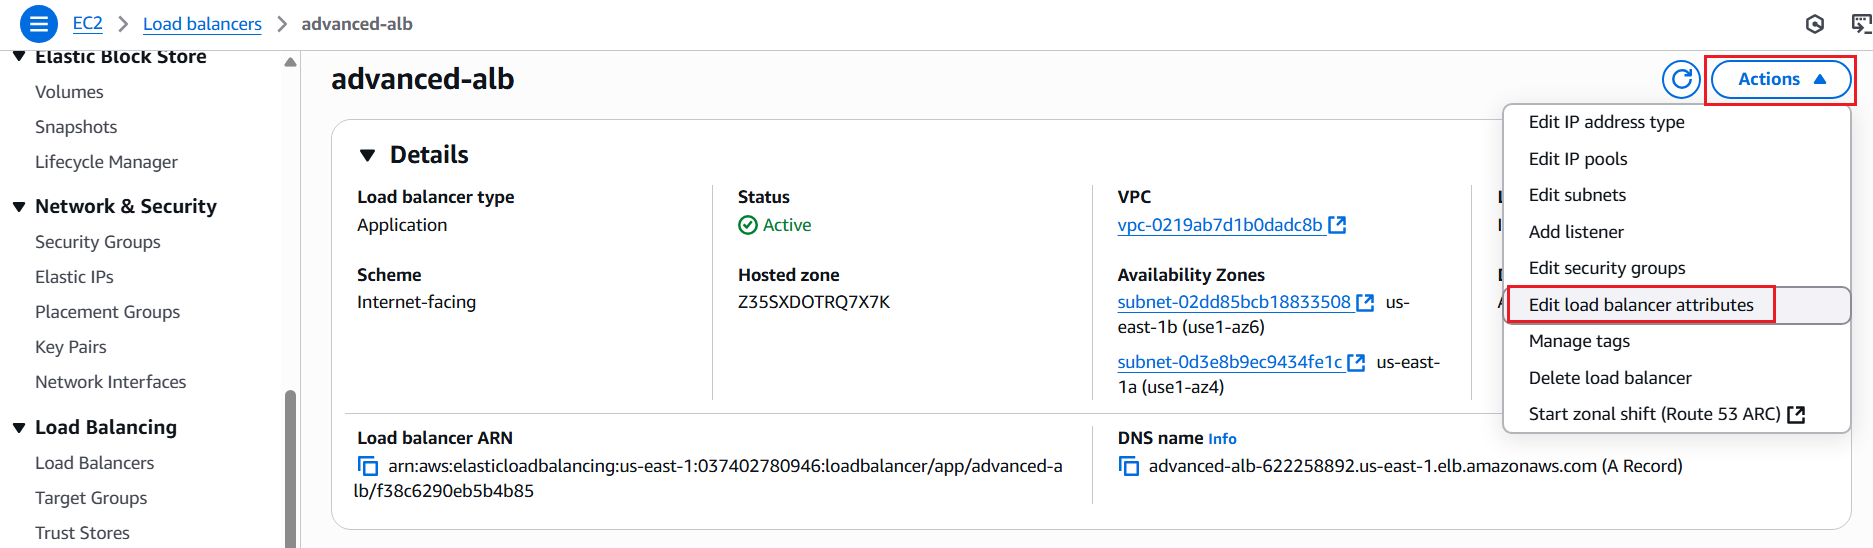 EC2 > Load balancers > advanced-alb
Elastic Block Store
Volumes
Snapshots
Lifecycle Manager
Network & Security
Security Groups
Elastic IPs
Placement Groups
Key Pairs
Network Interfaces
Load Balancing
Load Balancers
Target Groups
Trust Stores
advanced-alb
Actions
Edit IP address type
Edit IP pools
Edit subnets
Add listener
Edit security groups
Edit load balancer attributes
Manage tags
Delete load balancer
Start zonal shift (Route 53 ARC)
Details
Load balancer type
Application
Status
Active
VPC
vpc-0219ab7d1b0dadc8b
Scheme
Internet-facing
Hosted zone
Z35SXDOTRQ7X7K
Availability Zones
subnet-02dd85bcb18833508 us-
east-1b (use1-az6)
subnet-0d3e8b9ec9434fe1c us-east-
1a (use1-az4)
Load balancer ARN
arn:aws:elasticloadbalancing:us-east-1:037402780946:loadbalancer/app/advanced-a
lb/f38c6290eb5b4b85
DNS name Info
advanced-alb-622258892.us-east-1.elb.amazonaws.com (A Record)